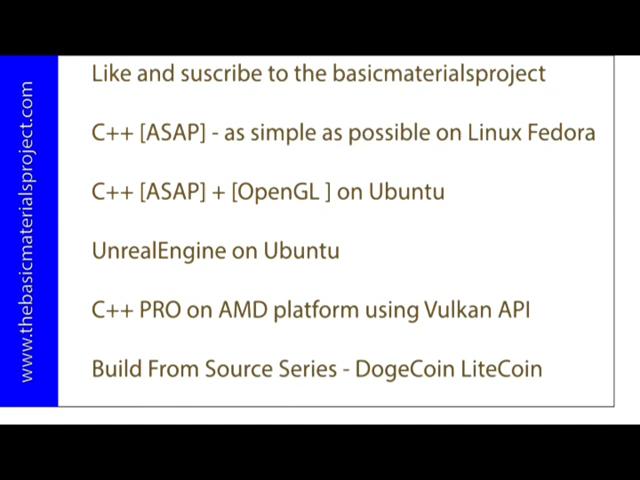 www.thebasicmaterialsproject.com
Like and suscribe to the basicmaterialsproject
C++ [ASAP] - as simple as possible on Linux Fedora
C++ [ASAP] + [OpenGL ] on Ubuntu
UnrealEngine on Ubuntu
C++ PRO on AMD platform using Vulkan API
Build From Source Series - DogeCoin LiteCoin